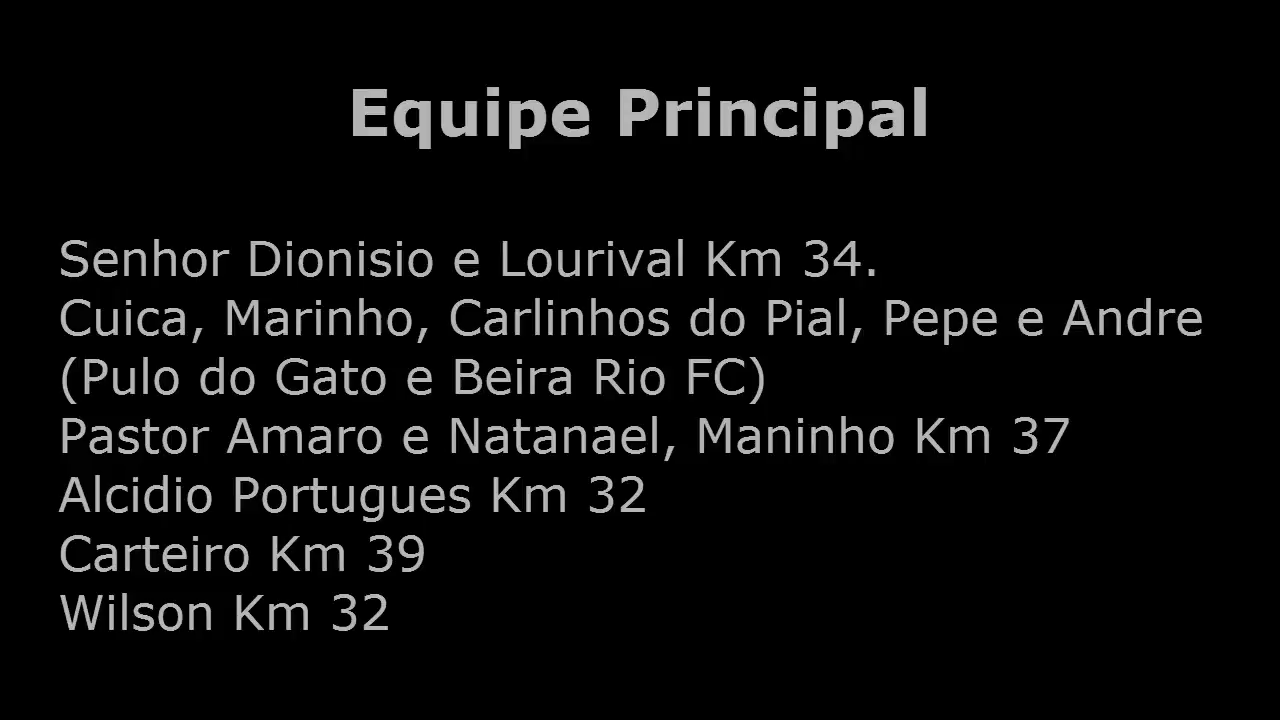 Equipe Principal
Senhor Dionisio e Lourival Km 34.
Cuica, Marinho, Carlinhos do Pial, Pepe e Andre
(Pulo do Gato e Beira Rio FC)
Pastor Amaro e Natanael, Maninho Km 37
Alcidio Portugues Km 32
Carteiro Km 39
Wilson Km 32